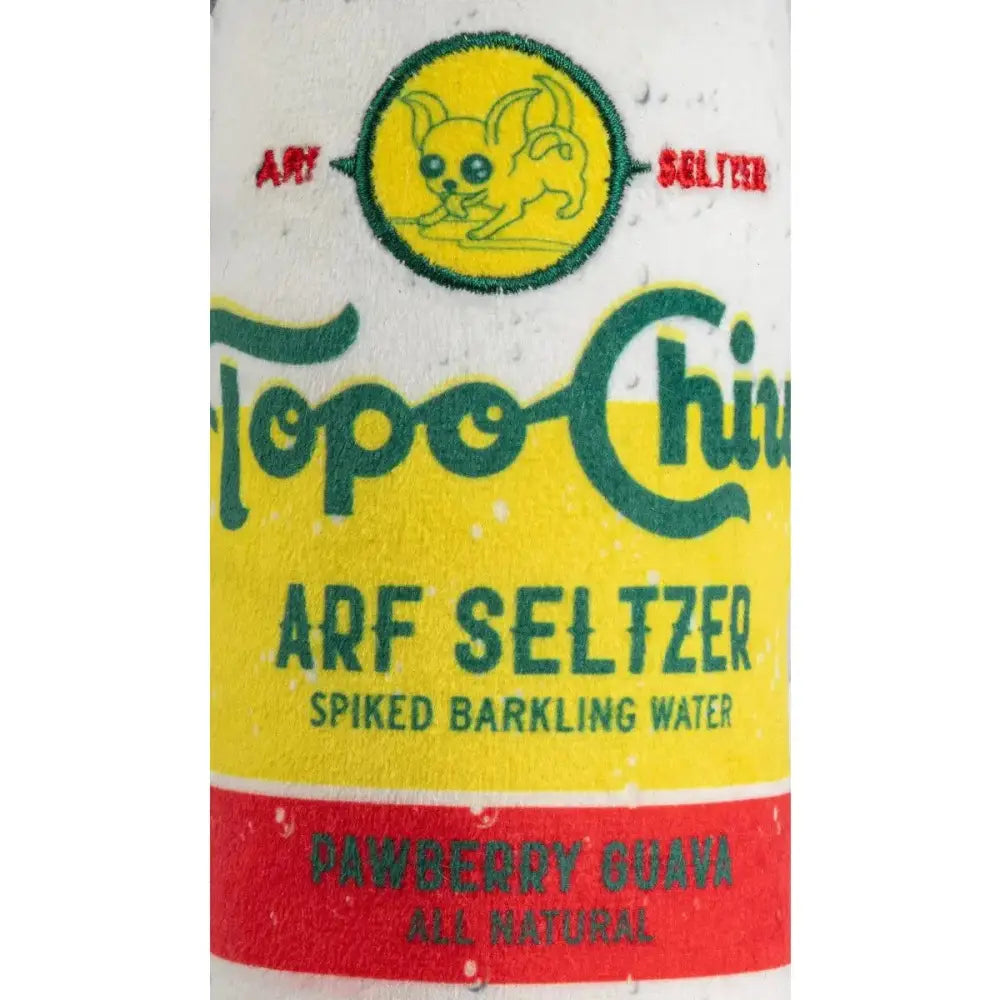 ARF SELTZER
Topo Chiu
ARF SELTZER
SPIKED BARKLING WATER
PAWBERRY GUAVA
ALL NATURAL